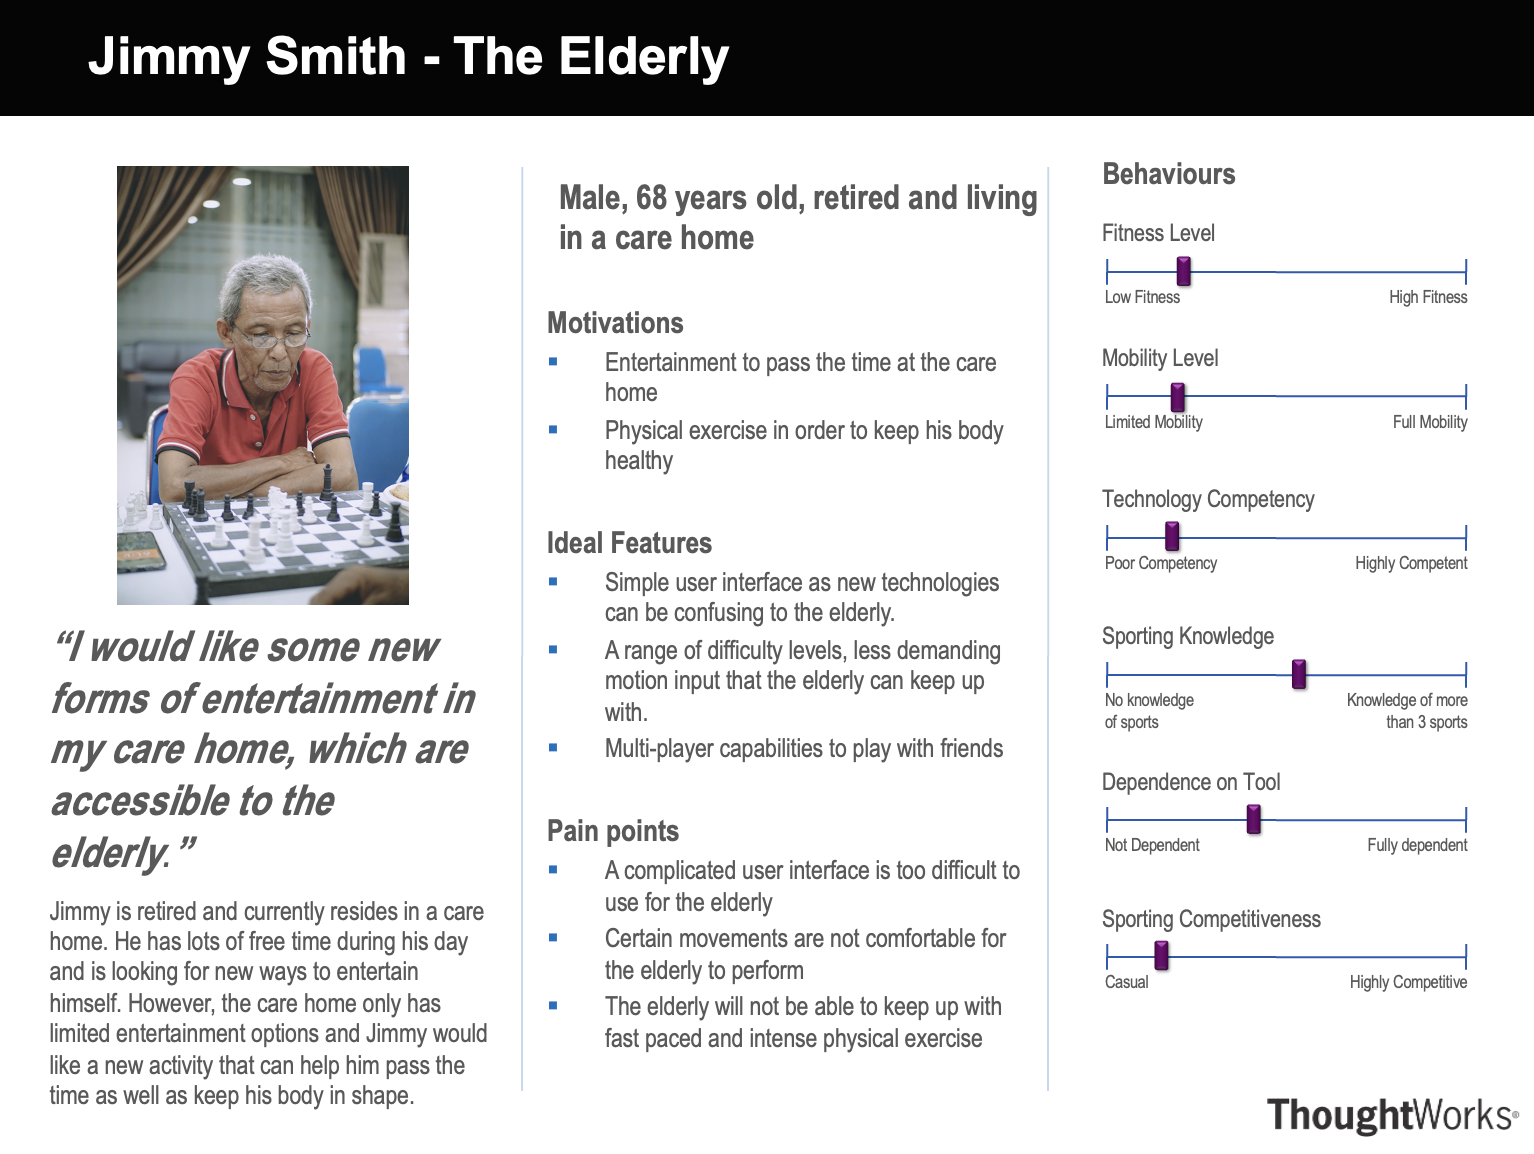 Jimmy Smith - The Elderly
“I would like some new
forms of entertainment in
my care home, which are
accessible to the
elderly.”
Jimmy is retired and currently resides in a care
home. He has lots of free time during his day
and is looking for new ways to entertain
himself. However, the care home only has
limited entertainment options and Jimmy would
like a new activity that can help him pass the
time as well as keep his body in shape.
Male, 68 years old, retired and living
in a care home
Motivations
▪ Entertainment to pass the time at the care
home
▪ Physical exercise in order to keep his body
healthy
Ideal Features
▪ Simple user interface as new technologies
can be confusing to the elderly.
▪ A range of difficulty levels, less demanding
motion input that the elderly can keep up
with.
▪ Multi-player capabilities to play with friends
Pain points
▪ A complicated user interface is too difficult to
use for the elderly
▪ Certain movements are not comfortable for
the elderly to perform
▪ The elderly will not be able to keep up with
fast paced and intense physical exercise
Behaviours
Fitness Level
Low Fitness High Fitness
Mobility Level
Limited Mobility Full Mobility
Technology Competency
Poor Competency Highly Competent
Sporting Knowledge
No knowledge Knowledge of more
of sports than 3 sports
Dependence on Tool
Not Dependent Fully dependent
Sporting Competitiveness
Casual Highly Competitive
ThoughtWorks®